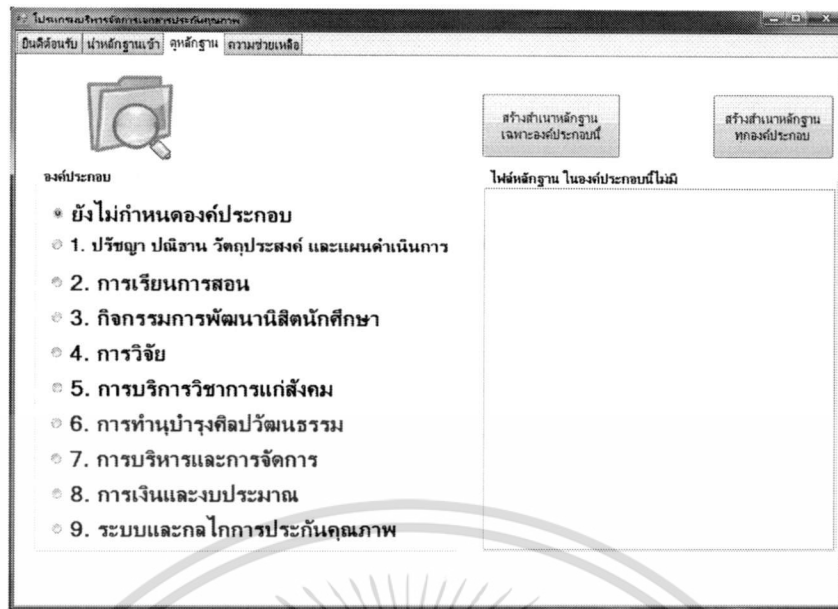 โปรแกรมบริหารจัดการเอกสารประกันคุณภาพ
ยินดีต้อนรับ นำหลักฐานเข้า ดูหลักฐาน ความช่วยเหลือ
สร้างสำเนาหลักฐาน
เฉพาะองค์ประกอบนี้
สร้างสำเนาหลักฐาน
ทุกองค์ประกอบ
องค์ประกอบ
ยังไม่กำหนดองค์ประกอบ
1. ปรัชญา ปณิธาน วัตถุประสงค์ และแผนดำเนินการ
2. การเรียนการสอน
3. กิจกรรมการพัฒนานิสิตนักศึกษา
4. การวิจัย
5. การบริการวิชาการแก่สังคม
6. การทำนุบำรุงศิลปวัฒนธรรม
7. การบริหารและการจัดการ
8. การเงินและงบประมาณ
9. ระบบและกลไกการประกันคุณภาพ
ไฟล์หลักฐาน ในองค์ประกอบนี้ไม่มี